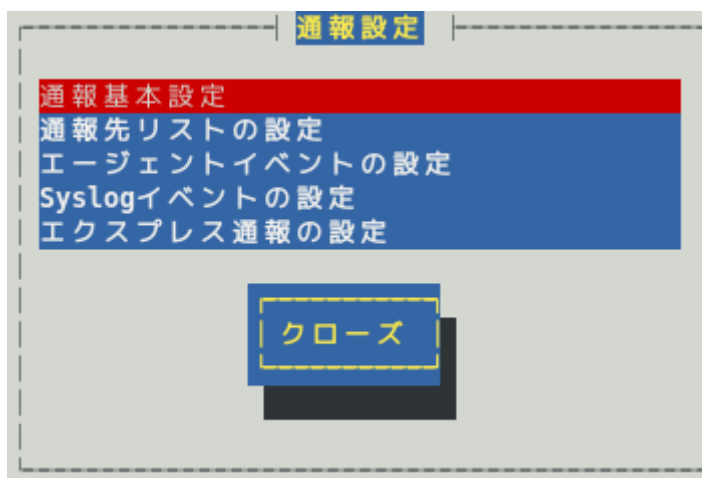 通報設定
通報基本設定
通報先リストの設定
エージェントイベントの設定
Syslogイベントの設定
エクスプレス通報の設定
クローズ